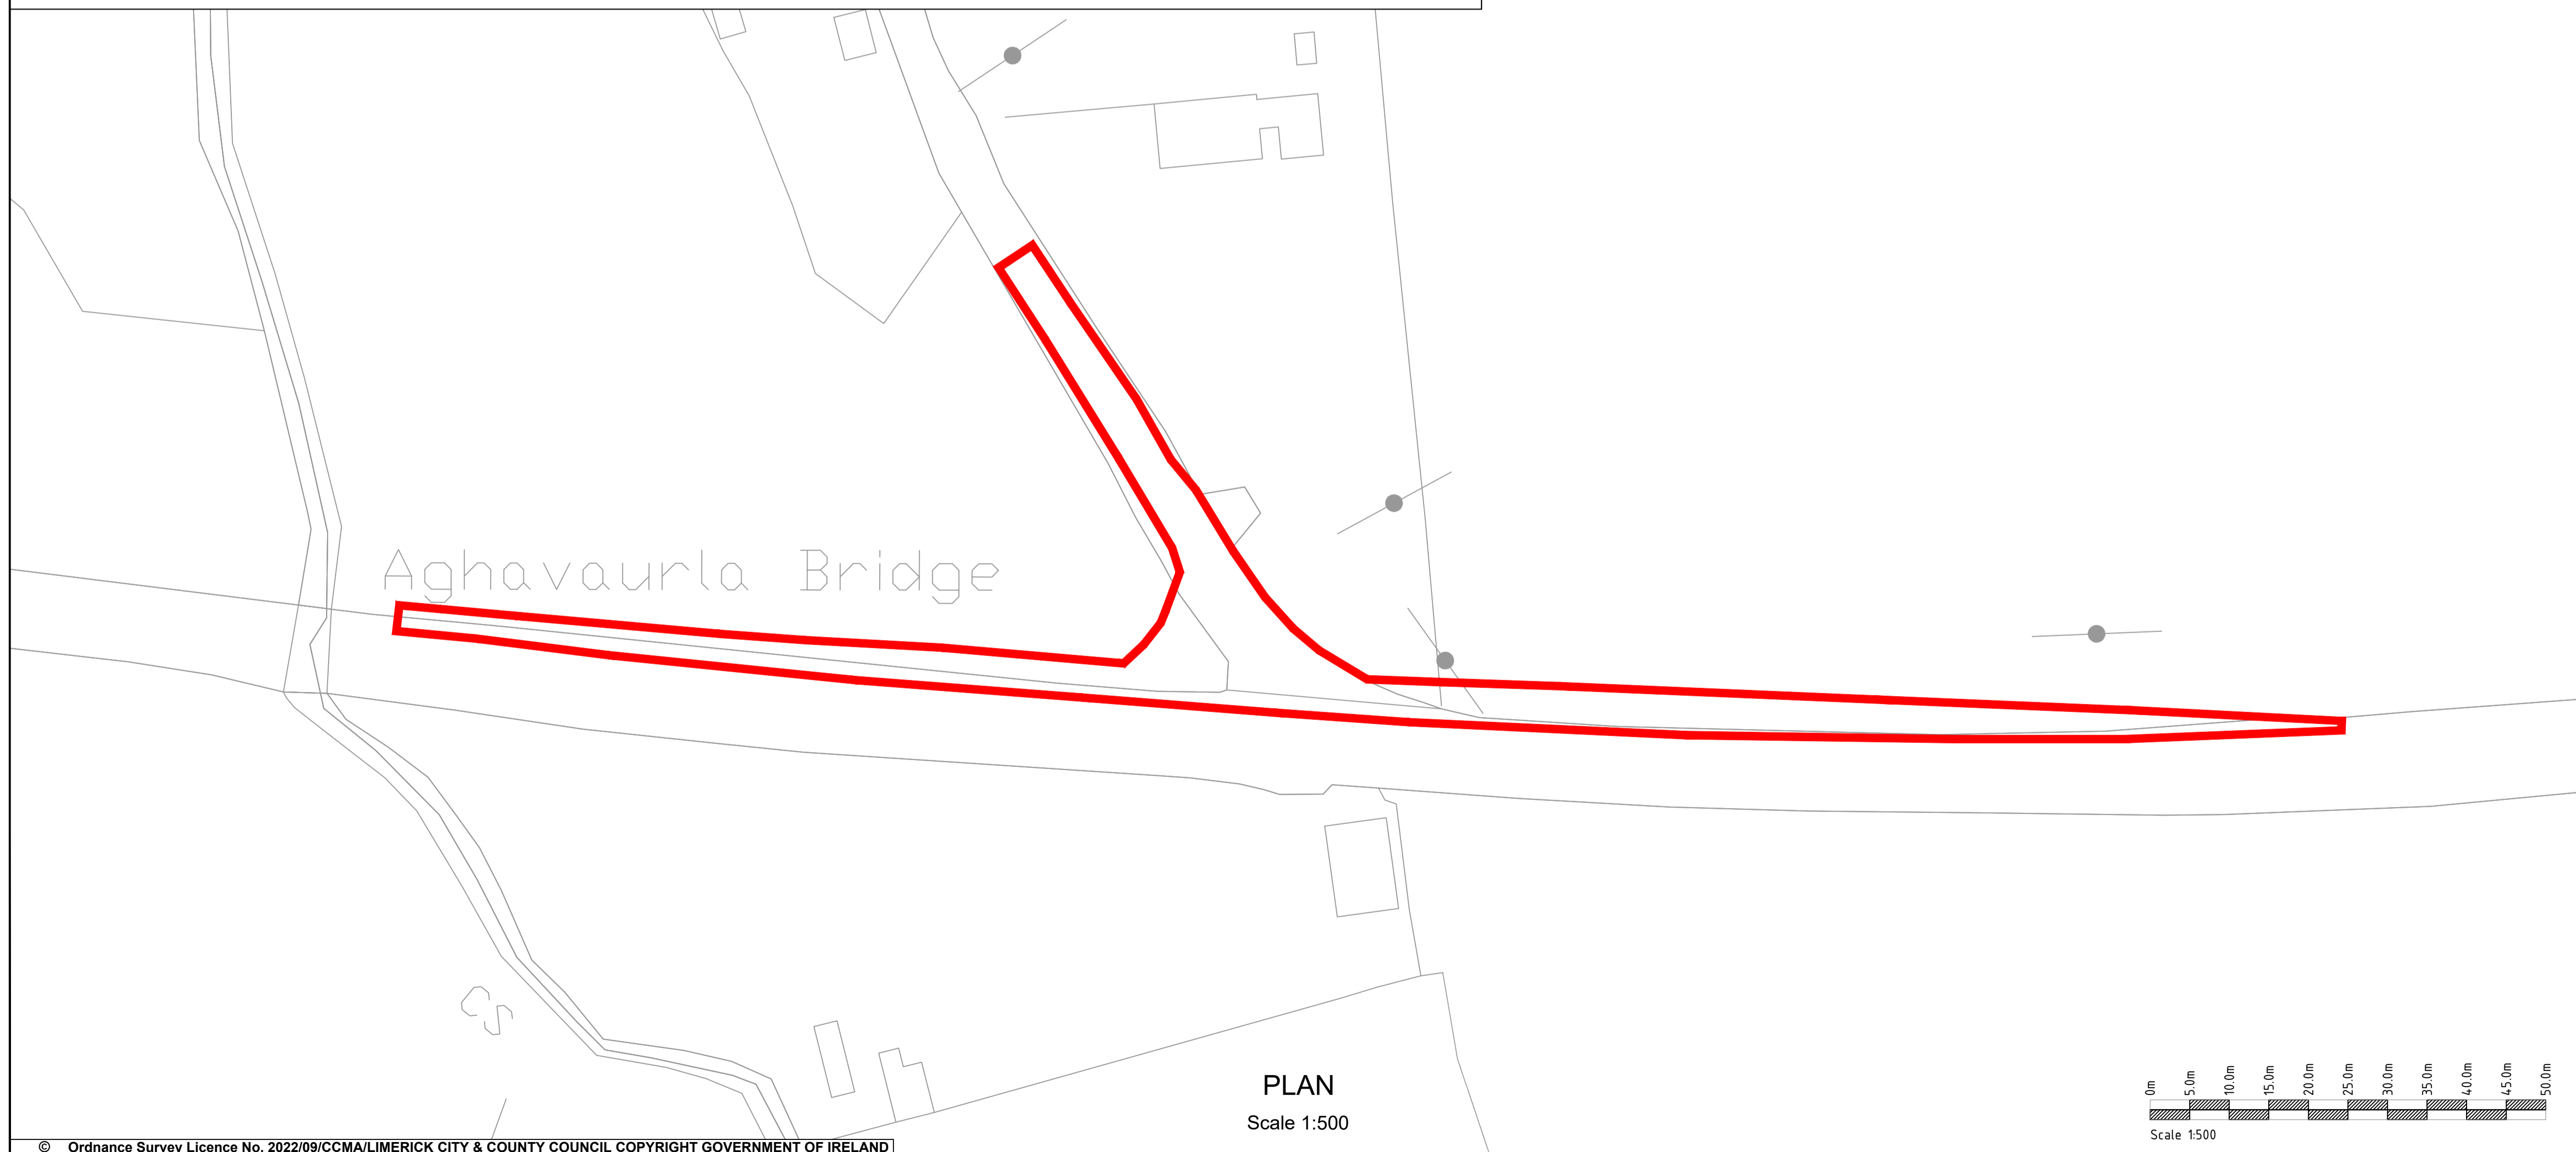 Aghavaurla Bridge
CS
PLAN
Scale 1:500
0m
5.0m
10.0m
15.0m
20.0m
25.0m
30.0m
35.0m
40.0m
45.0m
50.0m
Scale 1:500
© Ordnance Survey Licence No. 2022/09/CCMA/LIMERICK CITY & COUNTY COUNCIL COPYRIGHT GOVERNMENT OF IRELAND